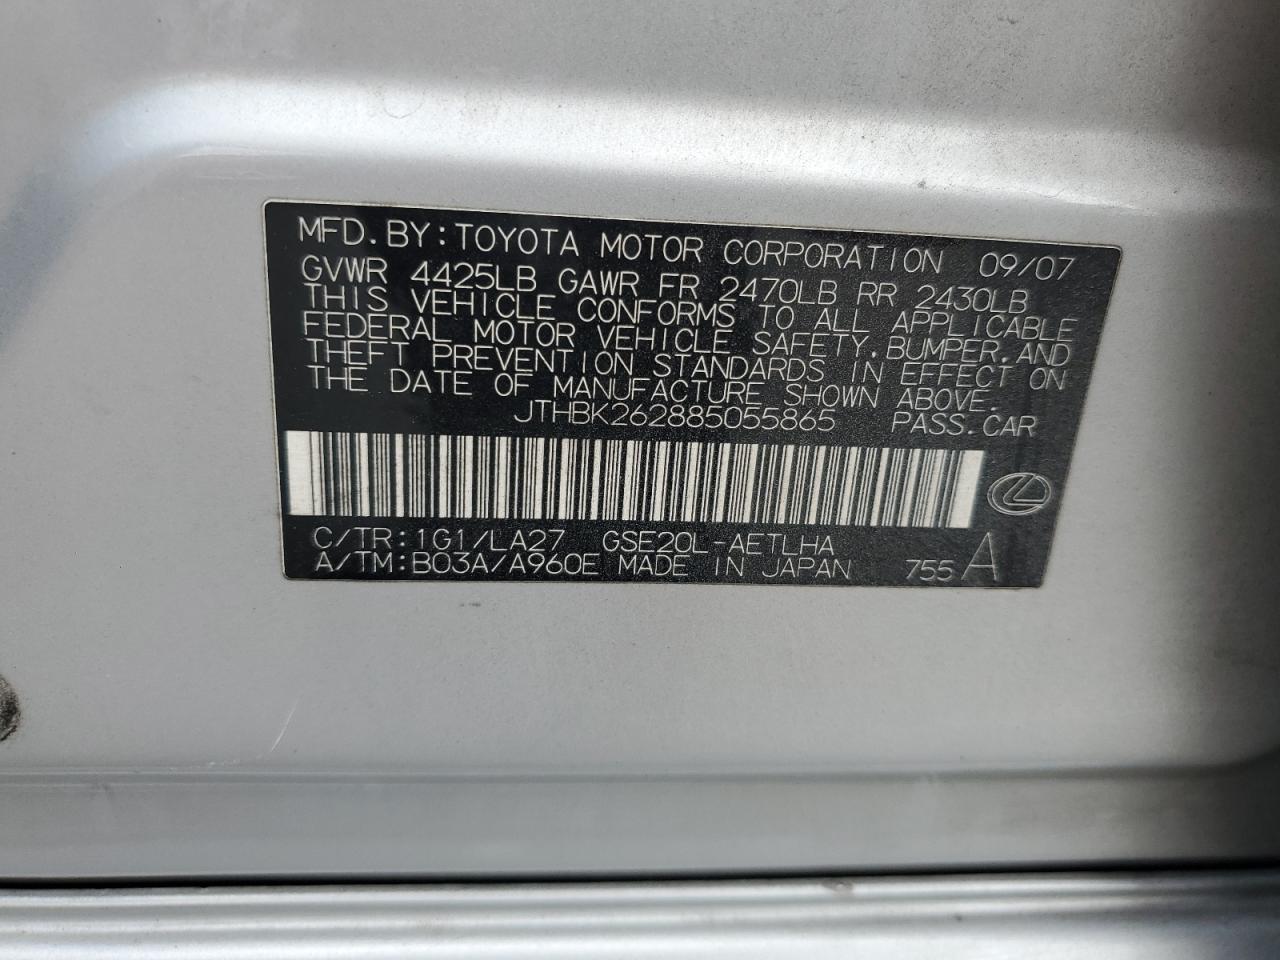 MFD.BY:TOYOTA MOTOR CORPORATION 09/07
GVWR 4425LB GAWR FR 2470LB RR 2430LB
THIS VEHICLE CONFORMS TO ALL APPLICABLE
FEDERAL MOTOR VEHICLE SAFETY,BUMPER,AND
THEFT PREVENTION STANDARDS IN EFFECT ON
THE DATE OF MANUFACTURE SHOWN ABOVE.
JTHBK262885055865 PASS.CAR
C/TR:1G1/LA27 GSE20L-AETLHA
A/TM:B03A/A960E MADE IN JAPAN 755 A